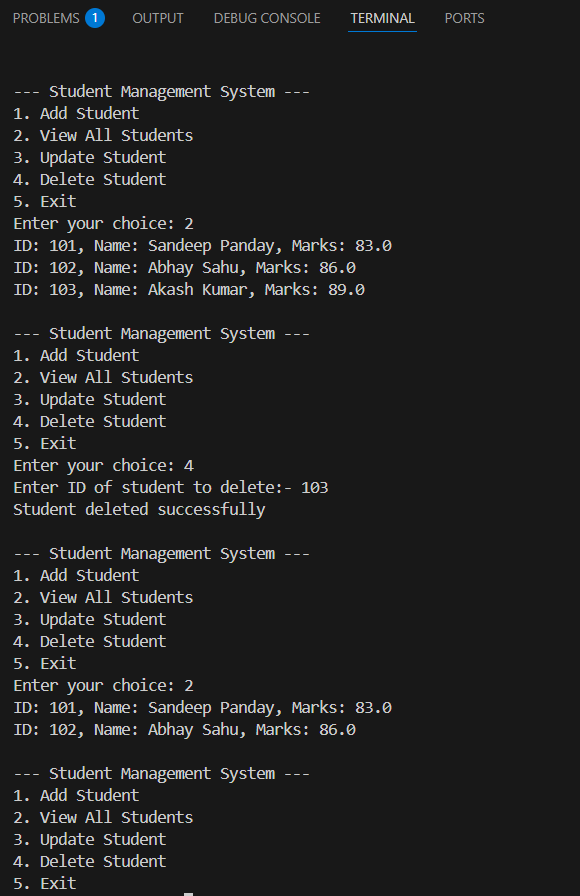 PROBLEMS 1 OUTPUT DEBUG CONSOLE TERMINAL PORTS
--- Student Management System ---
1. Add Student
2. View All Students
3. Update Student
4. Delete Student
5. Exit
Enter your choice: 2
ID: 101, Name: Sandeep Panday, Marks: 83.0
ID: 102, Name: Abhay Sahu, Marks: 86.0
ID: 103, Name: Akash Kumar, Marks: 89.0
--- Student Management System ---
1. Add Student
2. View All Students
3. Update Student
4. Delete Student
5. Exit
Enter your choice: 4
Enter ID of student to delete:- 103
Student deleted successfully
--- Student Management System ---
1. Add Student
2. View All Students
3. Update Student
4. Delete Student
5. Exit
Enter your choice: 2
ID: 101, Name: Sandeep Panday, Marks: 83.0
ID: 102, Name: Abhay Sahu, Marks: 86.0
--- Student Management System ---
1. Add Student
2. View All Students
3. Update Student
4. Delete Student
5. Exit